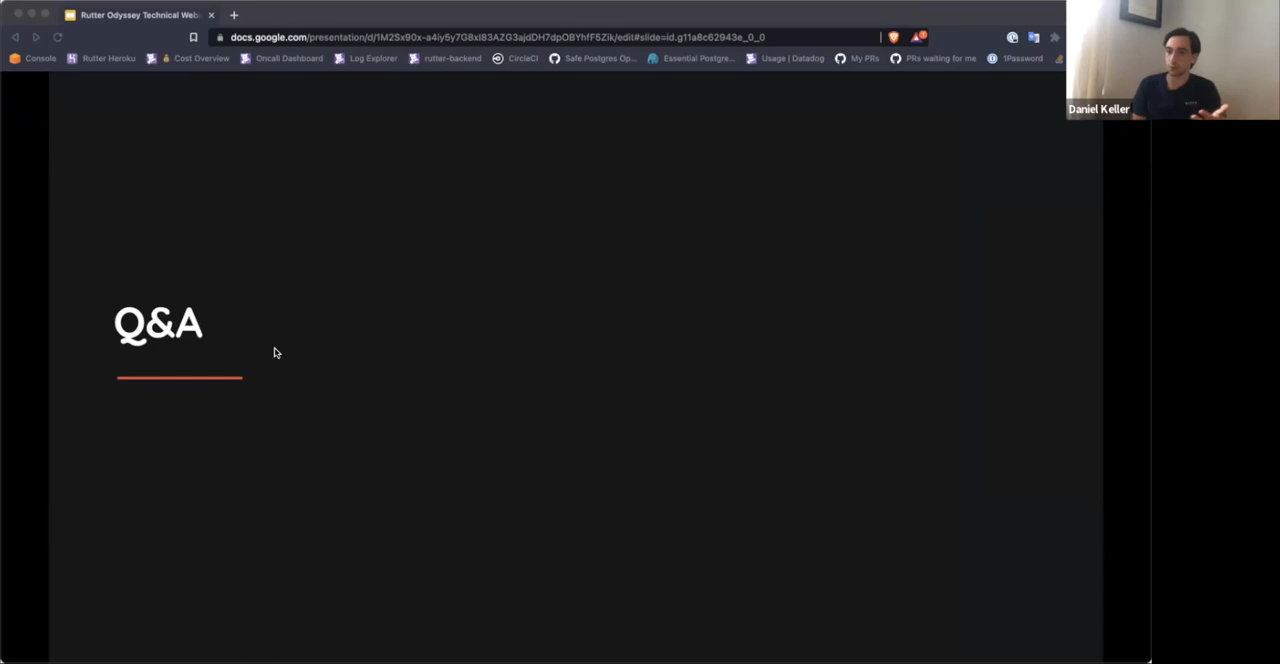 Rutter Odyssey Technical Web
docs.google.com/presentation/d/1M2Sx90x-a4iy5y7G8xI83AZG3ajdDH7dpOBYhfF5Zik/edit#slide=id.g11a8c62943e_0_0
Console Rutter Heroku Cost Overview Oncall Dashboard Log Explorer rutter-backend CircleCI Safe Postgres Op... Essential Postgre... Usage | Datadog My PRs PRs waiting for me 1Password
Daniel Keller
Q&A